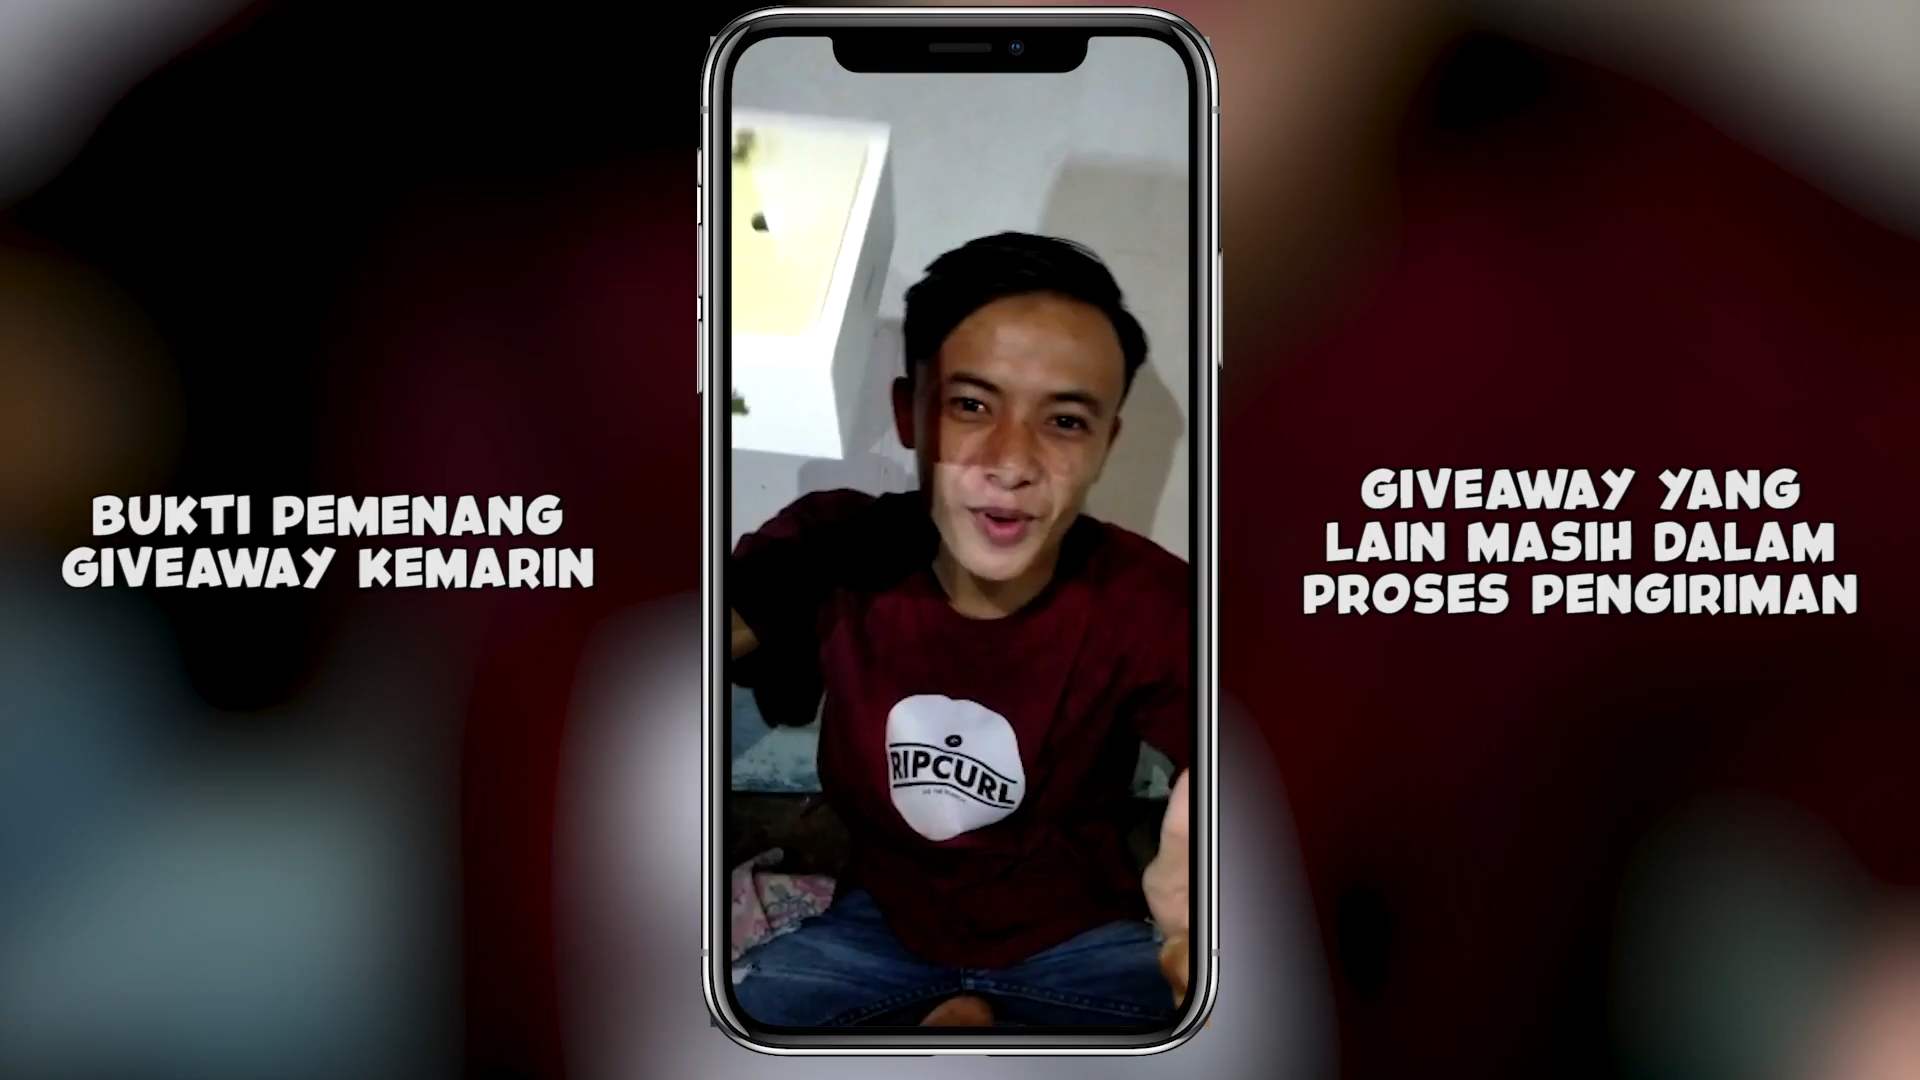 BUKTI PEMENANG
GIVEAWAY KEMARIN
RIPCURL
GIVEAWAY YANG
LAIN MASIH DALAM
PROSES PENGIRIMAN